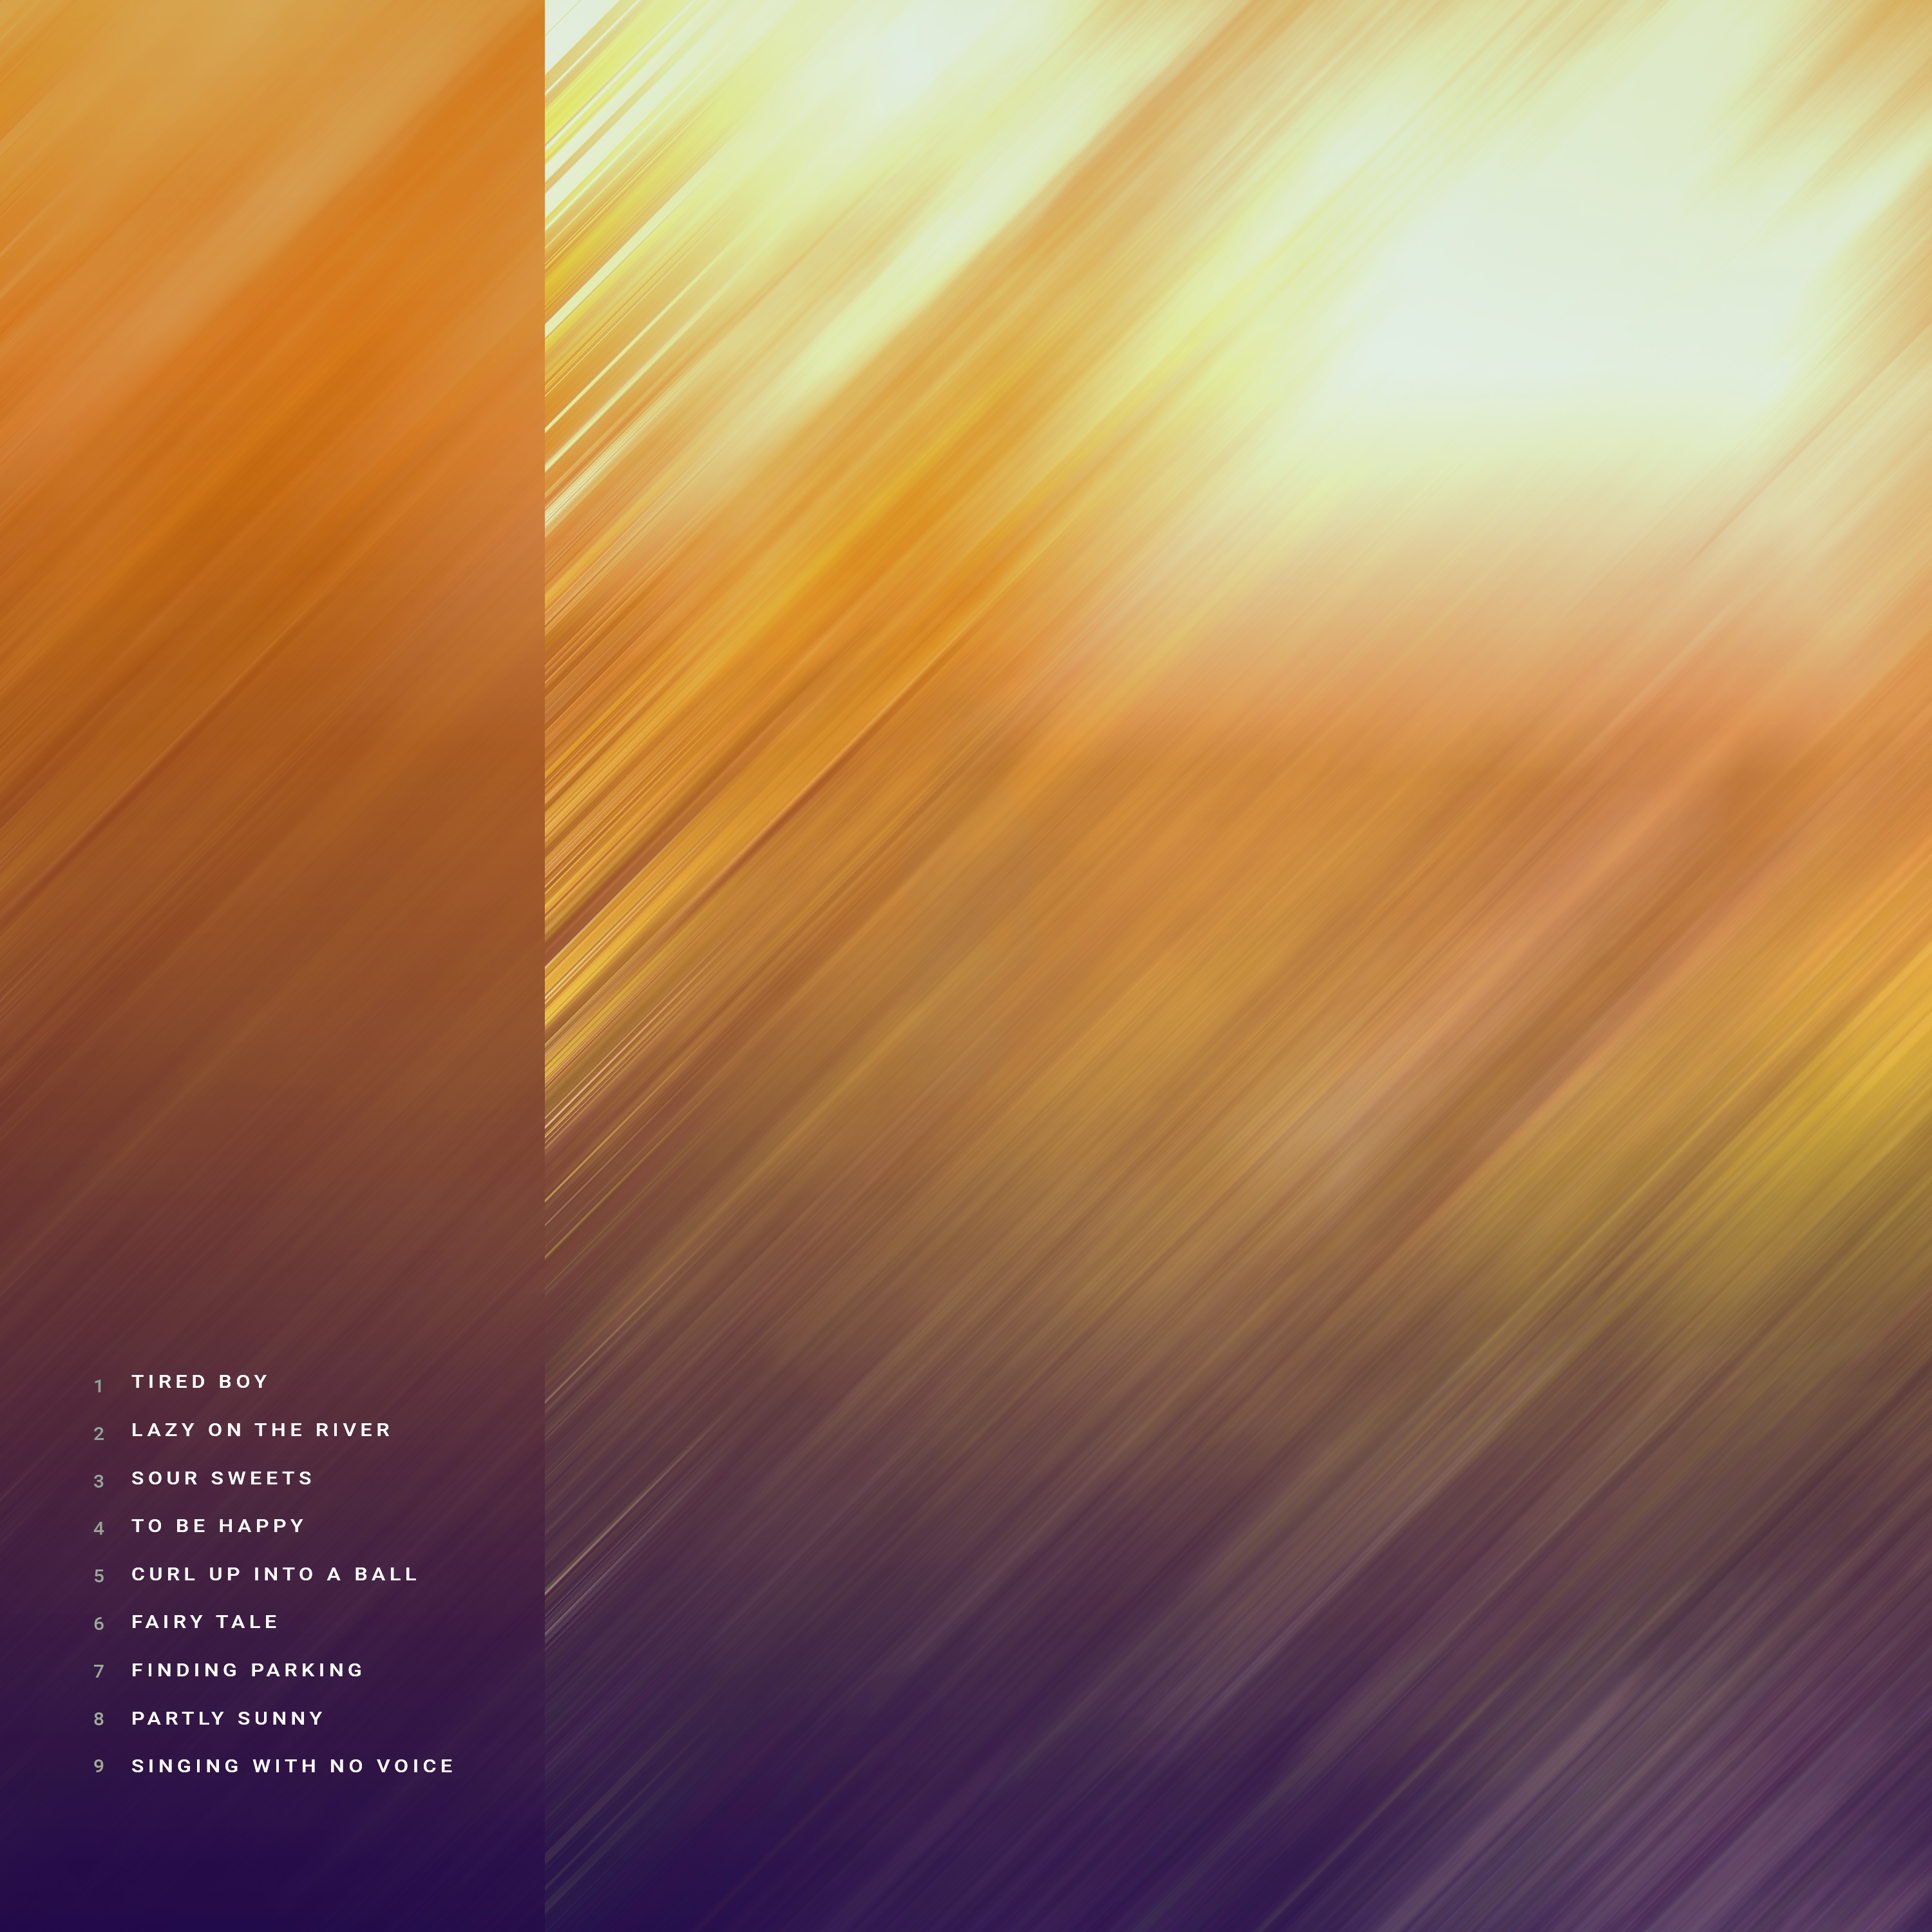 1 TIRED BOY
2 LAZY ON THE RIVER
3 SOUR SWEETS
4 TO BE HAPPY
5 CURL UP INTO A BALL
6 FAIRY TALE
7 FINDING PARKING
8 PARTLY SUNNY
9 SINGING WITH NO VOICE